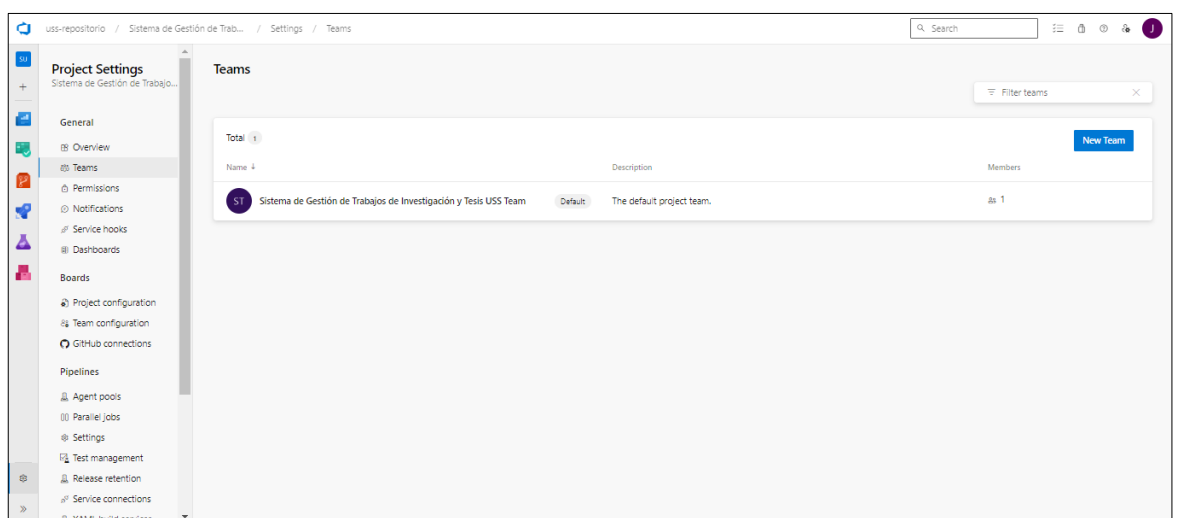 uss-repositorio / Sistema de Gestión de Trab... / Settings / Teams
Search
J
SU
Project Settings
Sistema de Gestión de Trabajo...
General
Overview
Teams
Permissions
Notifications
Service hooks
Dashboards
Boards
Project configuration
Team configuration
GitHub connections
Pipelines
Agent pools
Parallel jobs
Settings
Test management
Release retention
Service connections
XAML build services
Teams
Filter teams
Total 1
New Team
Name ↓ Description Members
ST Sistema de Gestión de Trabajos de Investigación y Tesis USS Team Default The default project team. 1